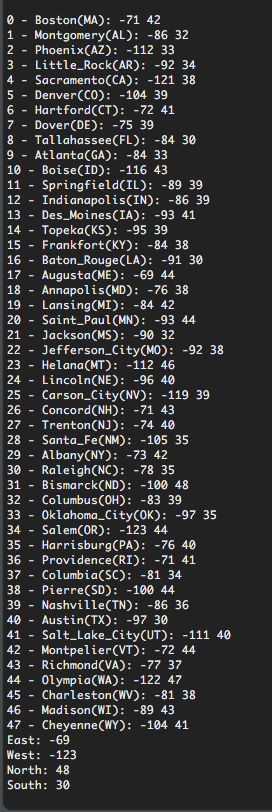 0 - Boston(MA): -71 42
1 - Montgomery(AL): -86 32
2 - Phoenix(AZ): -112 33
3 - Little_Rock(AR): -92 34
4 - Sacramento(CA): -121 38
5 - Denver(CO): -104 39
6 - Hartford(CT): -72 41
7 - Dover(DE): -75 39
8 - Tallahassee(FL): -84 30
9 - Atlanta(GA): -84 33
10 - Boise(ID): -116 43
11 - Springfield(IL): -89 39
12 - Indianapolis(IN): -86 39
13 - Des_Moines(IA): -93 41
14 - Topeka(KS): -95 39
15 - Frankfort(KY): -84 38
16 - Baton_Rouge(LA): -91 30
17 - Augusta(ME): -69 44
18 - Annapolis(MD): -76 38
19 - Lansing(MI): -84 42
20 - Saint_Paul(MN): -93 44
21 - Jackson(MS): -90 32
22 - Jefferson_City(MO): -92 38
23 - Helana(MT): -112 46
24 - Lincoln(NE): -96 40
25 - Carson_City(NV): -119 39
26 - Concord(NH): -71 43
27 - Trenton(NJ): -74 40
28 - Santa_Fe(NM): -105 35
29 - Albany(NY): -73 42
30 - Raleigh(NC): -78 35
31 - Bismarck(ND): -100 48
32 - Columbus(OH): -83 39
33 - Oklahoma_City(OK): -97 35
34 - Salem(OR): -123 44
35 - Harrisburg(PA): -76 40
36 - Providence(RI): -71 41
37 - Columbia(SC): -81 34
38 - Pierre(SD): -100 44
39 - Nashville(TN): -86 36
40 - Austin(TX): -97 30
41 - Salt_Lake_City(UT): -111 40
42 - Montpelier(VT): -72 44
43 - Richmond(VA): -77 37
44 - Olympia(WA): -122 47
45 - Charleston(WV): -81 38
46 - Madison(WI): -89 43
47 - Cheyenne(WY): -104 41
East: -69
West: -123
North: 48
South: 30